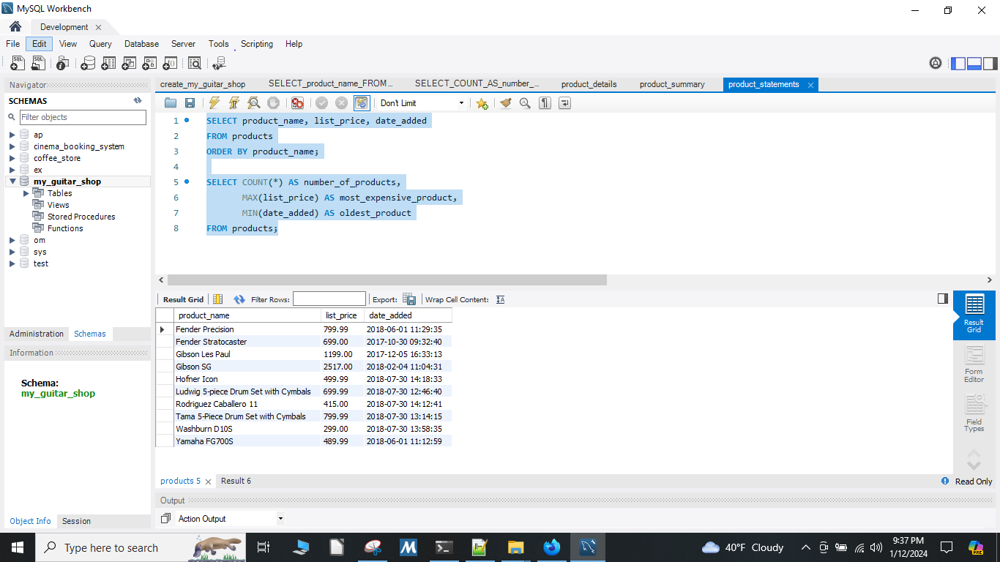 MySQL Workbench
Development
File Edit View Query Database Server Tools Scripting Help
Navigator
SCHEMAS
Filter objects
ap
cinema_booking_system
coffee_store
ex
my_guitar_shop
Tables
Views
Stored Procedures
Functions
om
sys
test
Administration Schemas
Information
Schema:
my_guitar_shop
Object Info Session
create_my_guitar_shop SELECT_product_name_FROM... SELECT_COUNT_AS_number_... product_details product_summary product_statements
Don't Limit
1 SELECT product_name, list_price, date_added
2 FROM products
3 ORDER BY product_name;
4
5 SELECT COUNT(*) AS number_of_products,
6 MAX(list_price) AS most_expensive_product,
7 MIN(date_added) AS oldest_product
8 FROM products;
Result Grid Filter Rows: Export: Wrap Cell Content:
product_name list_price date_added
Fender Precision 799.99 2018-06-01 11:29:35
Fender Stratocaster 699.00 2017-10-30 09:32:40
Gibson Les Paul 1199.00 2017-12-05 16:33:13
Gibson SG 2517.00 2018-02-04 11:04:31
Hofner Icon 499.99 2018-07-30 14:18:33
Ludwig 5-piece Drum Set with Cymbals 699.99 2018-07-30 12:46:40
Rodriguez Caballero 11 415.00 2018-07-30 14:12:41
Tama 5-Piece Drum Set with Cymbals 799.99 2018-07-30 13:14:15
Washburn D10S 299.00 2018-07-30 13:58:35
Yamaha FG700S 489.99 2018-06-01 11:12:59
Result
Grid
Form
Editor
Field
Types
products 5 Result 6
Read Only
Output
Action Output
Type here to search
40°F Cloudy
9:37 PM
1/12/2024